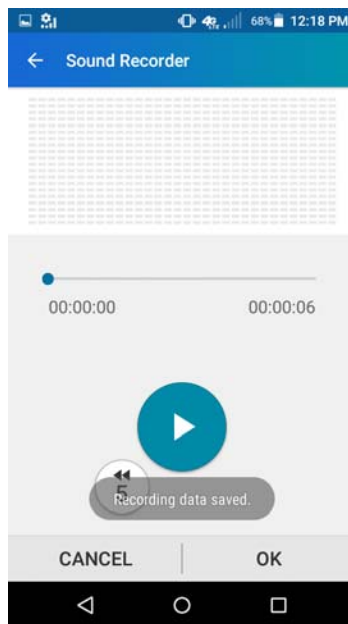 68% 12:18 PM
Sound Recorder
00:00:00 00:00:06
5
Recording data saved.
CANCEL OK